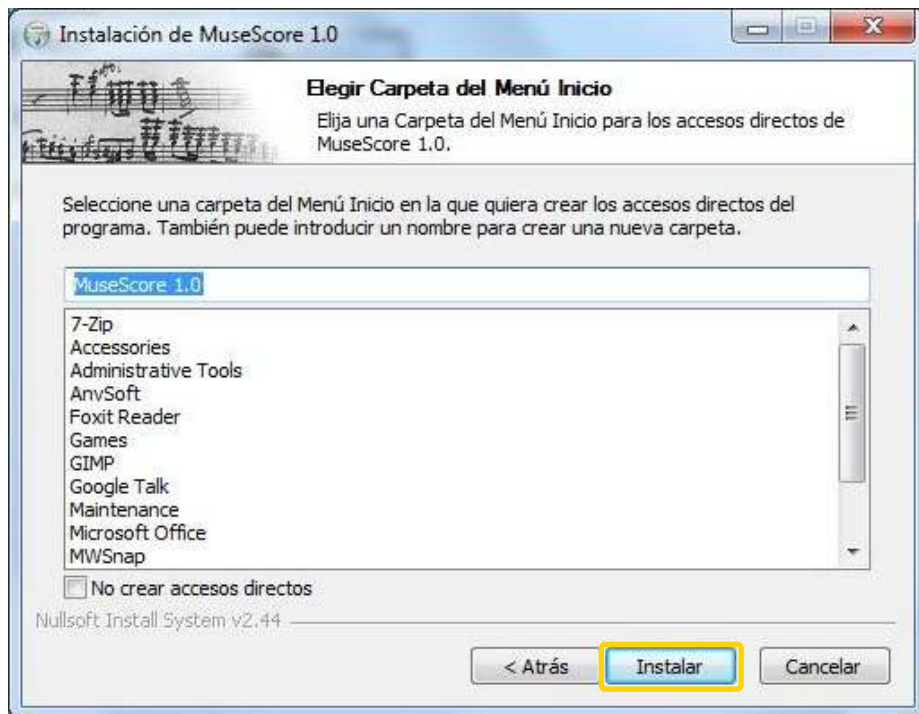 Instalación de MuseScore 1.0
Elegir Carpeta del Menú Inicio
Elija una Carpeta del Menú Inicio para los accesos directos de
MuseScore 1.0.
Seleccione una carpeta del Menú Inicio en la que quiera crear los accesos directos del
programa. También puede introducir un nombre para crear una nueva carpeta.
MuseScore 1.0
7-Zip
Accessories
Administrative Tools
AnvSoft
Foxit Reader
Games
GIMP
Google Talk
Maintenance
Microsoft Office
MWSnap
No crear accesos directos
Nullsoft Install System v2.44
< Atrás Instalar Cancelar